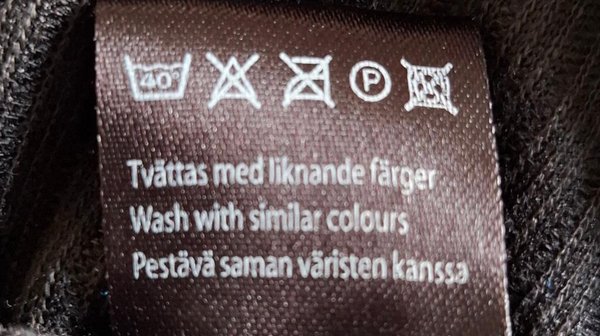 40°
P
Tvättas med liknande färger
Wash with similar colours
Pestävä saman väristen kanssa